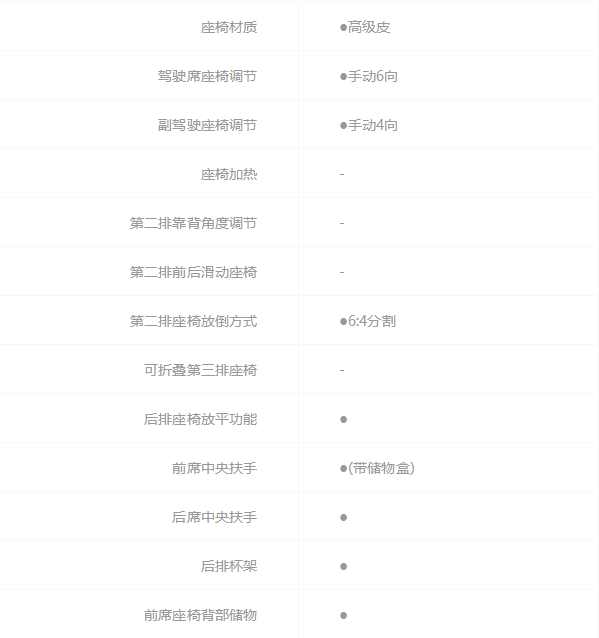 座椅材质 ●高级皮
驾驶席座椅调节 ●手动6向
副驾驶座椅调节 ●手动4向
座椅加热 -
第二排靠背角度调节 -
第二排前后滑动座椅 -
第二排座椅放倒方式 ●6:4分割
可折叠第三排座椅 -
后排座椅放平功能 ●
前席中央扶手 ●(带储物盒)
后席中央扶手 ●
后排杯架 ●
前席座椅背部储物 ●